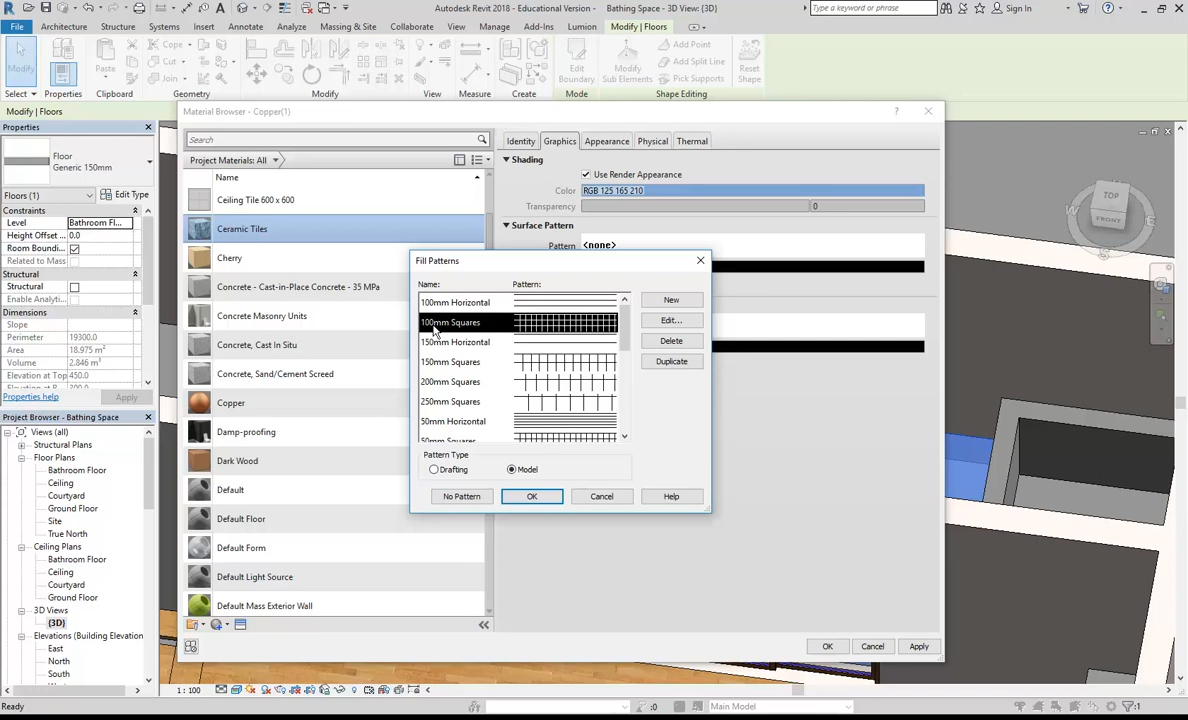 Autodesk Revit 2018 - Educational Version - Bathing Space - 3D View: {3D}
Type a keyword or phrase
Sign In
File Architecture Structure Systems Insert Annotate Analyze Massing & Site Collaborate View Manage Add-Ins Lumion Modify | Floors
Modify
Properties
Paste
Cope
Cut
Join
Edit Boundary
Modify Sub Elements
Add Point
Add Split Line
Pick Supports
Reset Shape
Select Properties Clipboard Geometry Modify View Measure Create Mode Shape Editing
Modify | Floors
Properties
Floor
Generic 150mm
Floors (1) Edit Type
Constraints
Level Bathroom Fl...
Height Offset ... 0.0
Room Boundi...
Related to Mass
Structural
Structural
Enable Analyti...
Dimensions
Slope
Perimeter 19300.0
Area 18.975 m²
Volume 2.846 m³
Elevation at Top 450.0
Properties help Apply
Project Browser - Bathing Space
Views (all)
Structural Plans
Floor Plans
Bathroom Floor
Ceiling
Courtyard
Ground Floor
Site
True North
Ceiling Plans
Bathroom Floor
Ceiling
Courtyard
Ground Floor
3D Views
{3D}
Elevations (Building Elevation
East
North
South
Material Browser - Copper(1)
?
Search
Project Materials: All
Name
Ceiling Tile 600 x 600
Ceramic Tiles
Cherry
Concrete - Cast-in-Place Concrete - 35 MPa
Concrete Masonry Units
Concrete, Cast In Situ
Concrete, Sand/Cement Screed
Copper
Damp-proofing
Dark Wood
Default
Default Floor
Default Form
Default Light Source
Default Mass Exterior Wall
Identity Graphics Appearance Physical Thermal
Shading
Use Render Appearance
Color RGB 125 165 210
Transparency 0
Surface Pattern
Pattern <none>
Fill Patterns
Name: Pattern:
100mm Horizontal
100mm Squares
150mm Horizontal
150mm Squares
200mm Squares
250mm Squares
50mm Horizontal
50mm Squares
New
Edit...
Delete
Duplicate
Pattern Type
Drafting Model
No Pattern OK Cancel Help
OK Cancel Apply
TOP
FRONT
W
1 : 100
Ready
:0
Main Model
:1